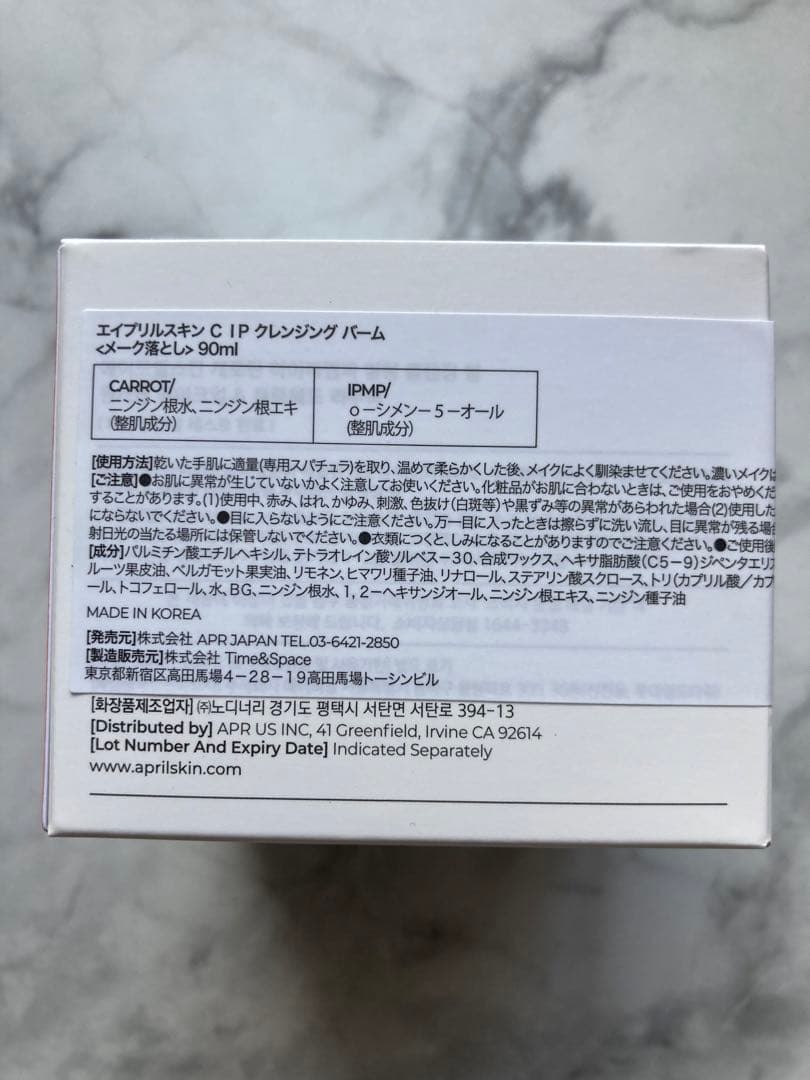 エイプリルスキン C IP クレンジング バーム
<メーク落とし> 90ml
CARROT/
ニンジン根水、ニンジン根エキ
(整肌成分)
IPMP/
o－シメン－5－オール
(整肌成分)
[使用方法]乾いた手肌に適量(専用スパチュラ)を取り、温めて柔らかくした後、メイクによく馴染ませてください。濃いメイクは
[ご注意]●お肌に異常が生じていないかよく注意してお使いください。化粧品がお肌に合わないときは、ご使用をおやめくだ
することがあります。(1)使用中、赤み、はれ、かゆみ、刺激、色抜け(白斑等)や黒ずみ等の異常があらわれた場合(2)使用した
にならないでください。●目に入らないようにご注意ください。万一目に入ったときは擦らずに洗い流し、目に異常が残る場合
射日光の当たる場所には保管しないでください。●衣類につくと、しみになることがありますのでご注意ください。●ご使用後
[成分]パルミチン酸エチルヘキシル、テトラオレイン酸ソルベス－30、合成ワックス、ヘキサ脂肪酸(C5－9)ジペンタエリ
ルーツ果皮油、ベルガモット果実油、リモネン、ヒマワリ種子油、リナロール、ステアリン酸スクロース、トリ(カプリル酸／カプ
ール、トコフェロール、水、BG、ニンジン根水、1，2－ヘキサンジオール、ニンジン根エキス、ニンジン種子油
MADE IN KOREA
[発売元]株式会社 APR JAPAN TEL.03-6421-2850
[製造販売元]株式会社 Time&Space
東京都新宿区高田馬場4－28－19高田馬場トーシンビル
[화장품제조업자] ㈜노디너리 경기도 평택시 서탄면 서탄로 394-13
[Distributed by] APR US INC, 41 Greenfield, Irvine CA 92614
[Lot Number And Expiry Date] Indicated Separately
www.aprilskin.com